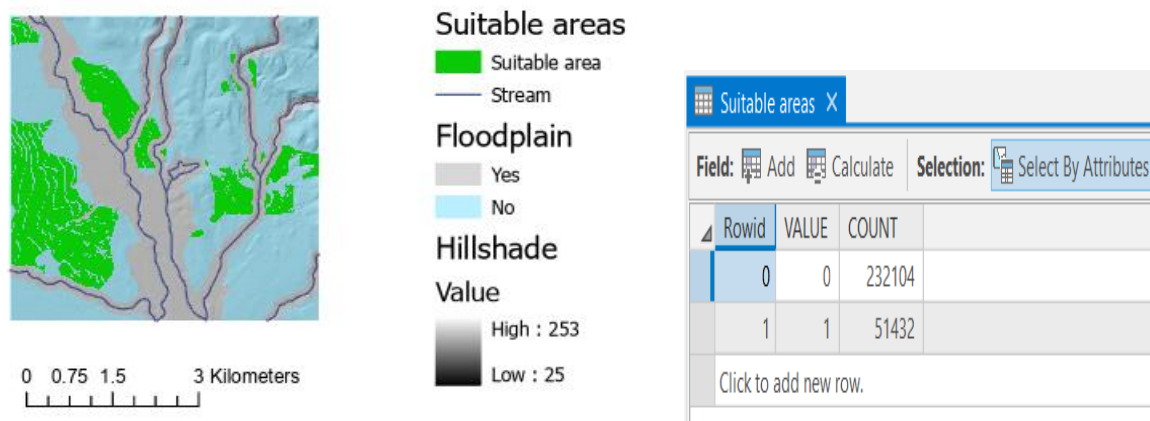 0 0.75 1.5 3 Kilometers
Suitable areas
Suitable area
Stream
Floodplain
Yes
No
Hillshade
Value
High : 253
Low : 25
Suitable areas ×
Field: Add Calculate Selection: Select By Attributes
Rowid VALUE COUNT
0 0 232104
1 1 51432
Click to add new row.